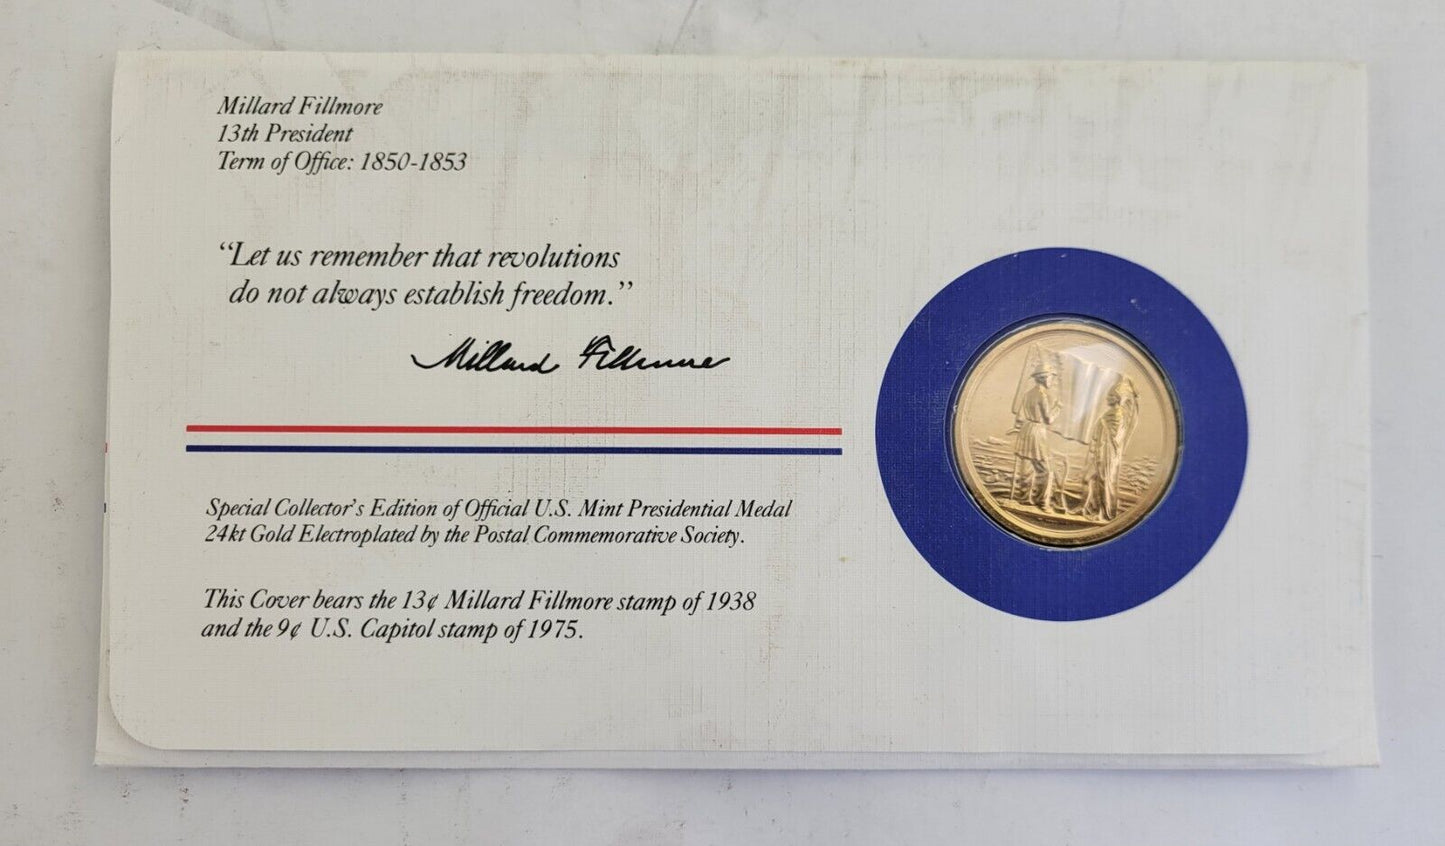 Millard Fillmore
13th President
Term of Office: 1850-1853
“Let us remember that revolutions
do not always establish freedom.”
Millard Fillmore
Special Collector's Edition of Official U.S. Mint Presidential Medal
24kt Gold Electroplated by the Postal Commemorative Society.
This Cover bears the 13¢ Millard Fillmore stamp of 1938
and the 9¢ U.S. Capitol stamp of 1975.